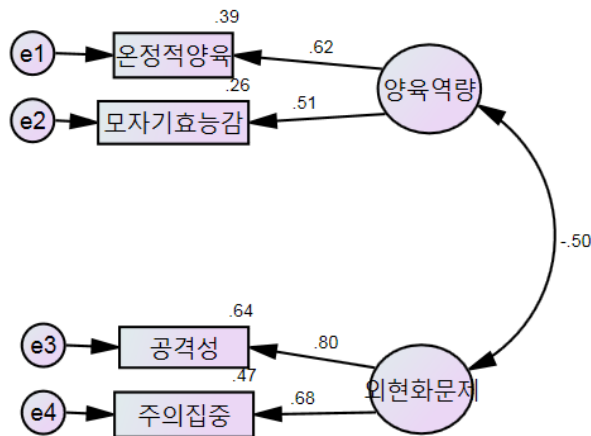 .39
e1
온정적양육
.62
양육역량
.26
e2
모자기효능감
.51
-.50
.64
e3
공격성
.80
외현화문제
.47
e4
주의집중
.68